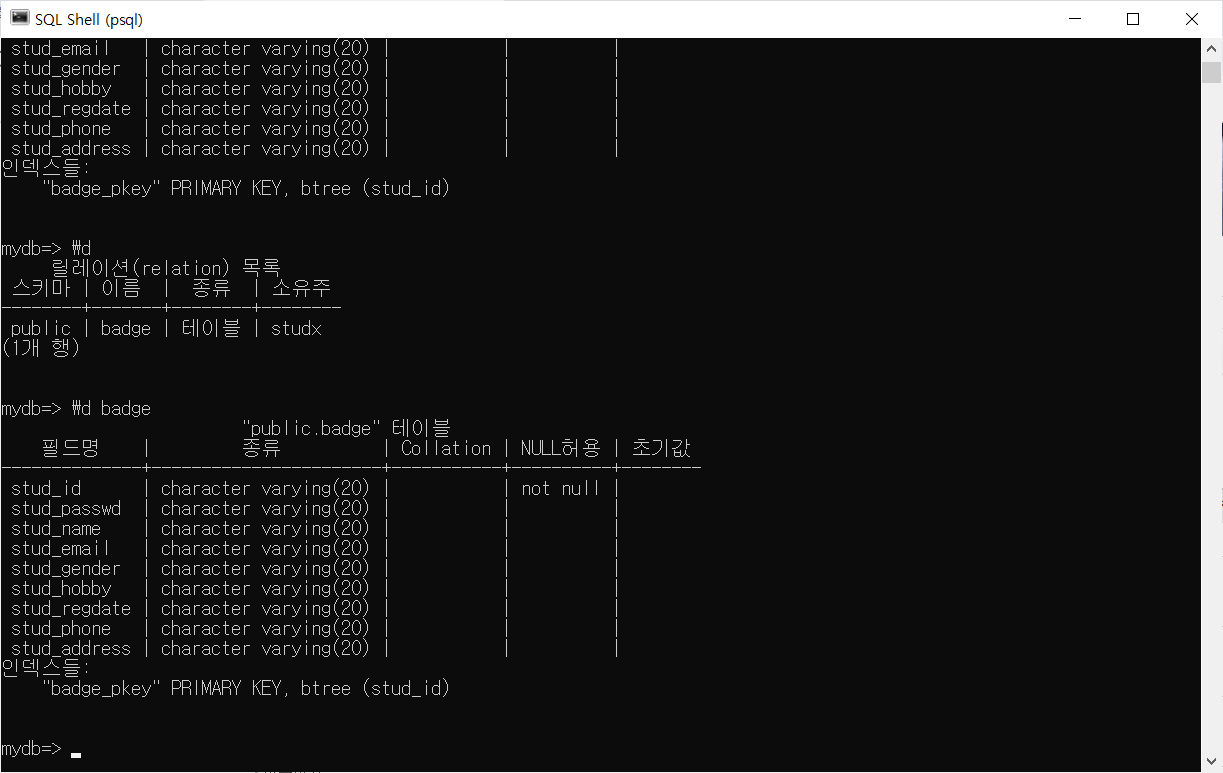 SQL Shell (psql)
stud_email | character varying(20) | | |
stud_gender | character varying(20) | | |
stud_hobby | character varying(20) | | |
stud_regdate | character varying(20) | | |
stud_phone | character varying(20) | | |
stud_address | character varying(20) | | |
인덱스들:
"badge_pkey" PRIMARY KEY, btree (stud_id)
mydb=> ₩d
릴레이션(relation) 목록
스키마 | 이름 | 종류 | 소유주
--------+-------+--------+--------
public | badge | 테이블 | studx
(1개 행)
mydb=> ₩d badge
"public.badge" 테이블
필드명 | 종류 | Collation | NULL허용 | 초기값
--------------+-----------------------+-----------+----------+--------
stud_id | character varying(20) | | not null |
stud_passwd | character varying(20) | | |
stud_name | character varying(20) | | |
stud_email | character varying(20) | | |
stud_gender | character varying(20) | | |
stud_hobby | character varying(20) | | |
stud_regdate | character varying(20) | | |
stud_phone | character varying(20) | | |
stud_address | character varying(20) | | |
인덱스들:
"badge_pkey" PRIMARY KEY, btree (stud_id)
mydb=>